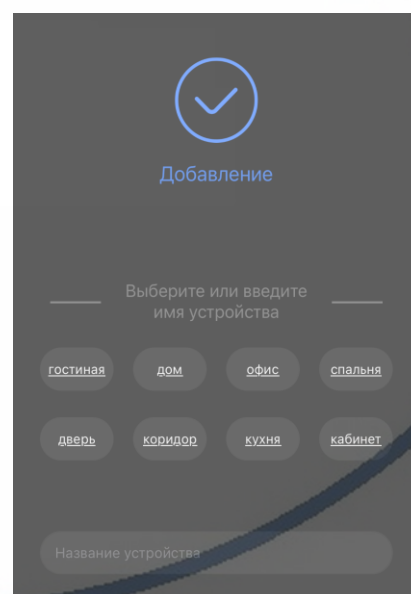 Добавление
Выберите или введите
имя устройства
гостиная дом офис спальня
дверь коридор кухня кабинет
Название устройства